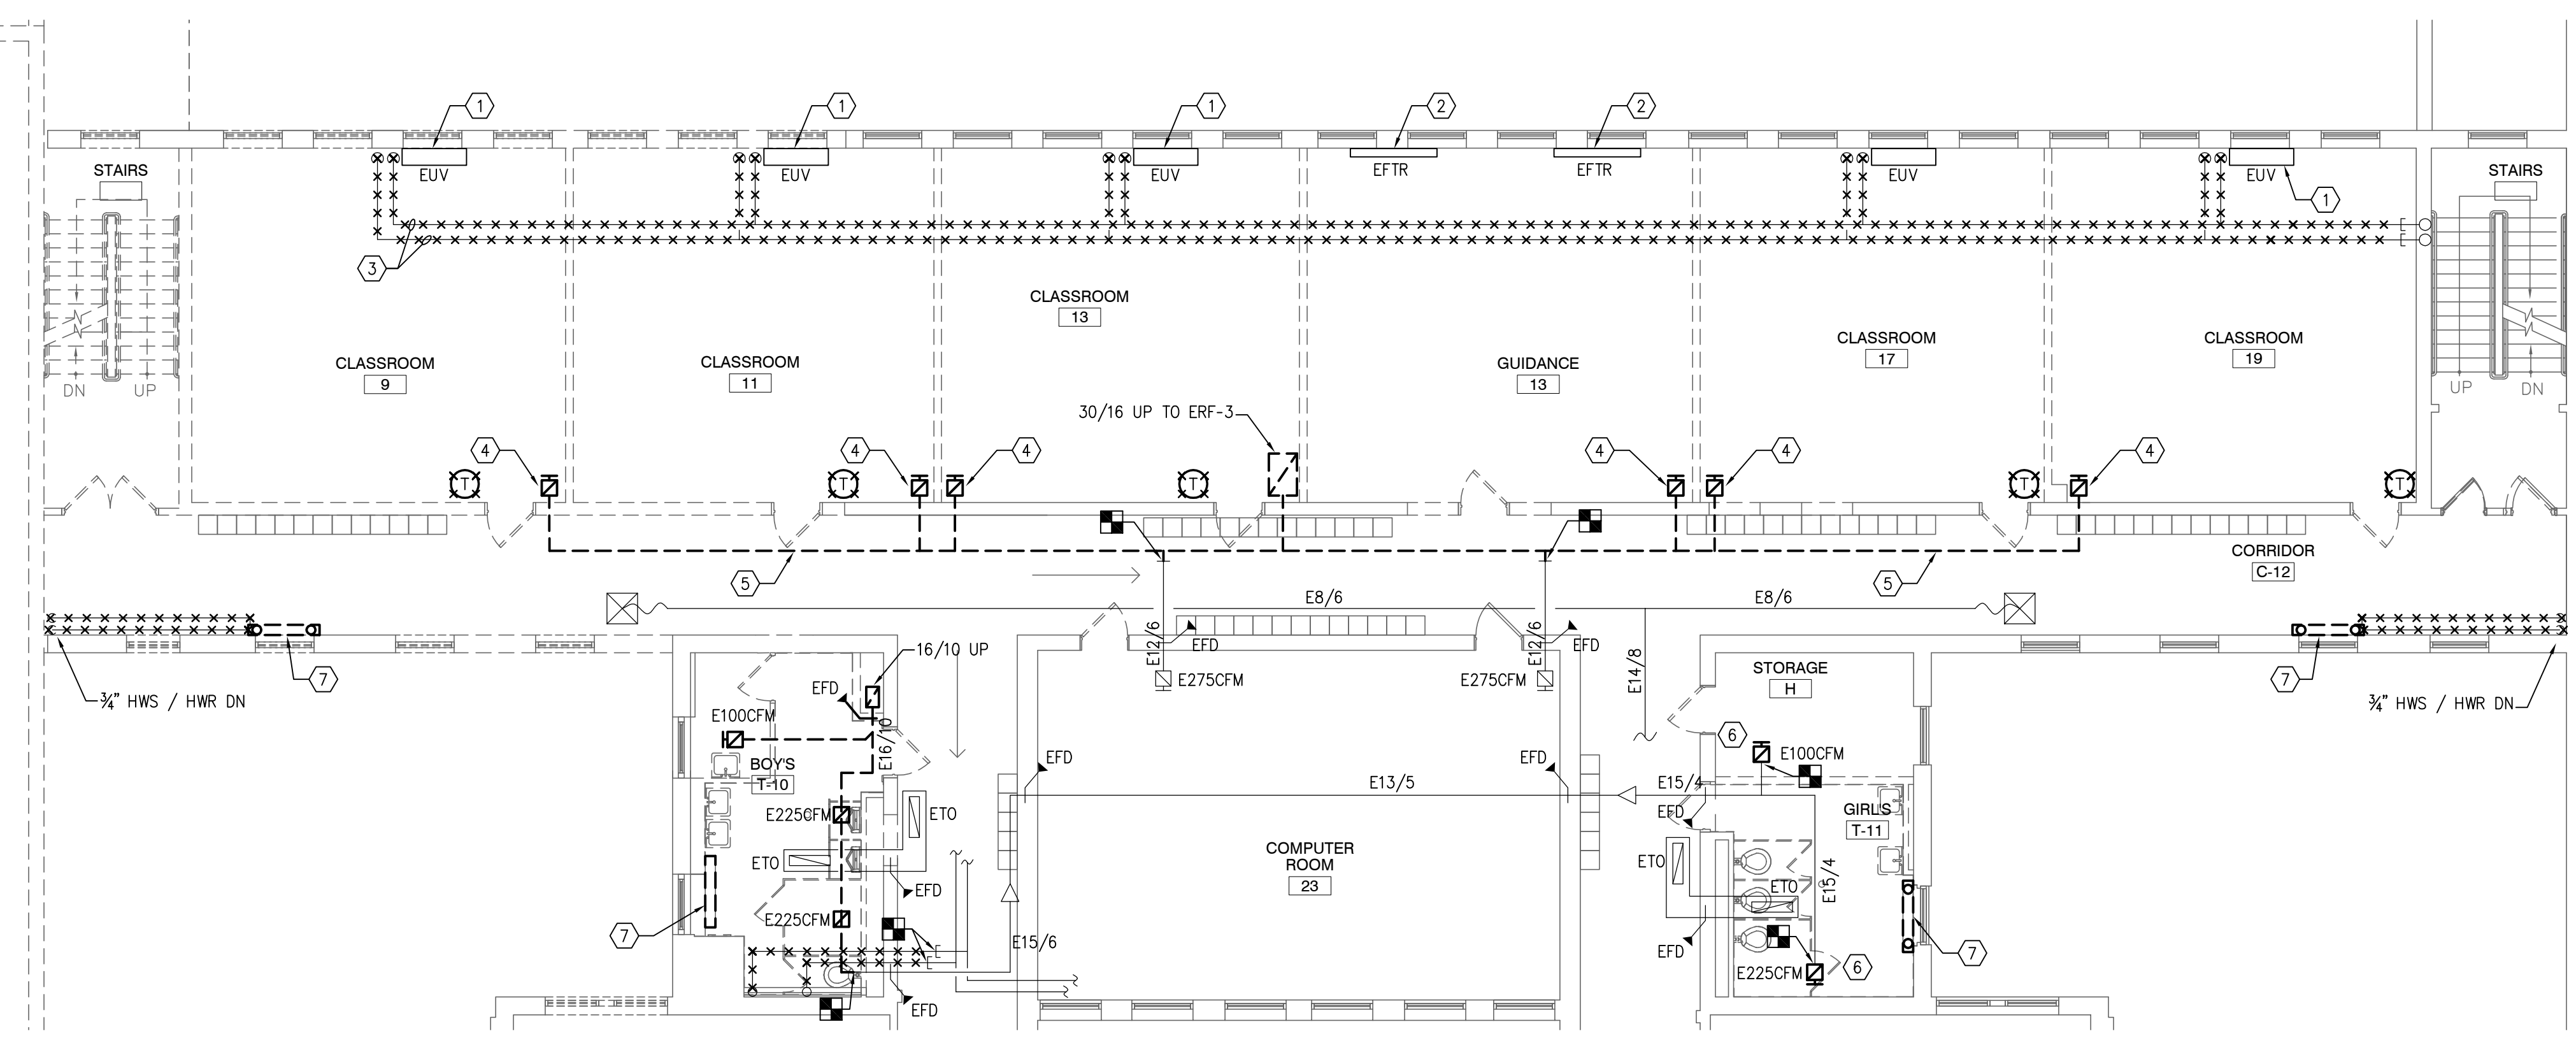 1
1
1
2
2
EUV
EUV
EUV
EFTR
EFTR
EUV
EUV
1
STAIRS
STAIRS
3
CLASSROOM
13
CLASSROOM
9
CLASSROOM
11
GUIDANCE
13
CLASSROOM
17
CLASSROOM
19
DN
UP
UP
DN
30/16 UP TO ERF-3
4
4
4
4
4
4
T
T
T
T
T
5
5
CORRIDOR
C-12
E8/6
E8/6
E12/6
EFD
E12/6
EFD
16/10 UP
¾" HWS / HWR DN
7
EFD
E100CFM
E16/10
E275CFM
E275CFM
E14/8
STORAGE
H
7
¾" HWS / HWR DN
BOY'S
T-10
EFD
EFD
6
E100CFM
E13/5
E15/4
EFD
E225CFM
ETO
ETO
COMPUTER
ROOM
23
GIRLS
T-11
ETO
ETO
E15/4
EFD
E225CFM
7
E15/6
EFD
E225CFM
6
7
EFD